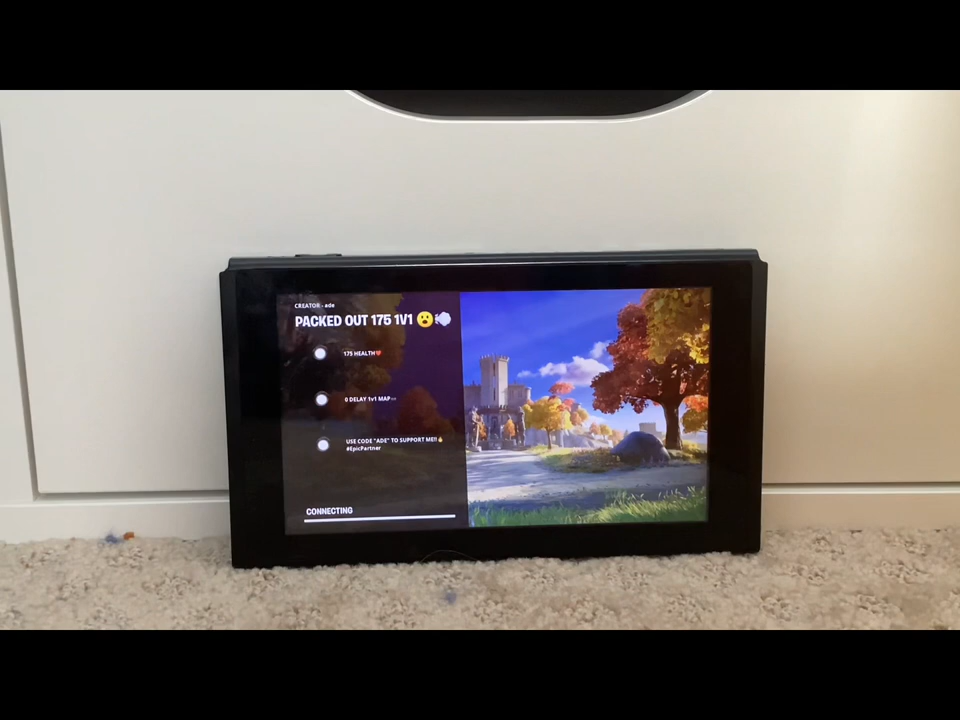 CREATOR - ade
PACKED OUT 175 1V1 😮💨
175 HEALTH❤️
0 DELAY 1v1 MAP
USE CODE "ADE" TO SUPPORT ME!!🔥
#EpicPartner
CONNECTING